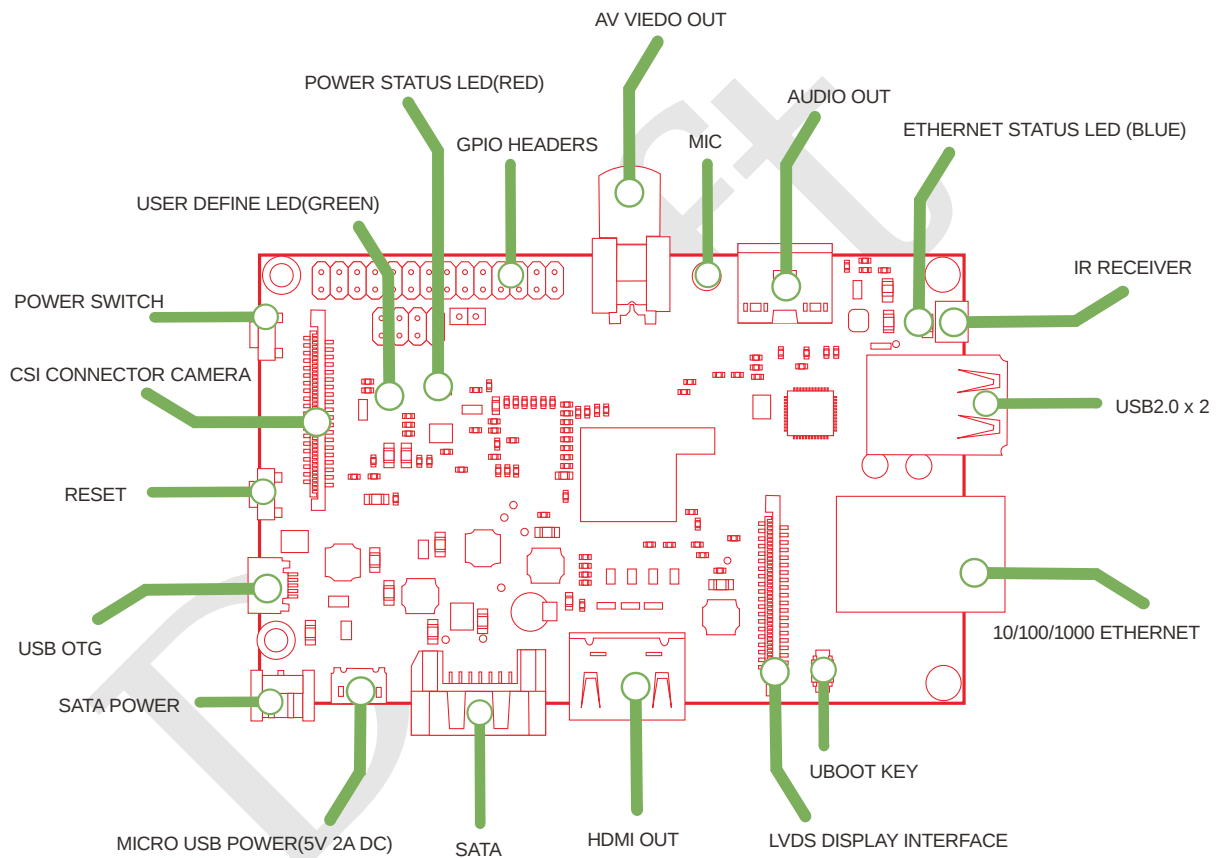 AV VIEDO OUT
POWER STATUS LED(RED)
AUDIO OUT
ETHERNET STATUS LED (BLUE)
GPIO HEADERS
MIC
USER DEFINE LED(GREEN)
IR RECEIVER
POWER SWITCH
CSI CONNECTOR CAMERA
USB2.0 x 2
RESET
10/100/1000 ETHERNET
USB OTG
SATA POWER
UBOOT KEY
MICRO USB POWER(5V 2A DC)
SATA
HDMI OUT
LVDS DISPLAY INTERFACE